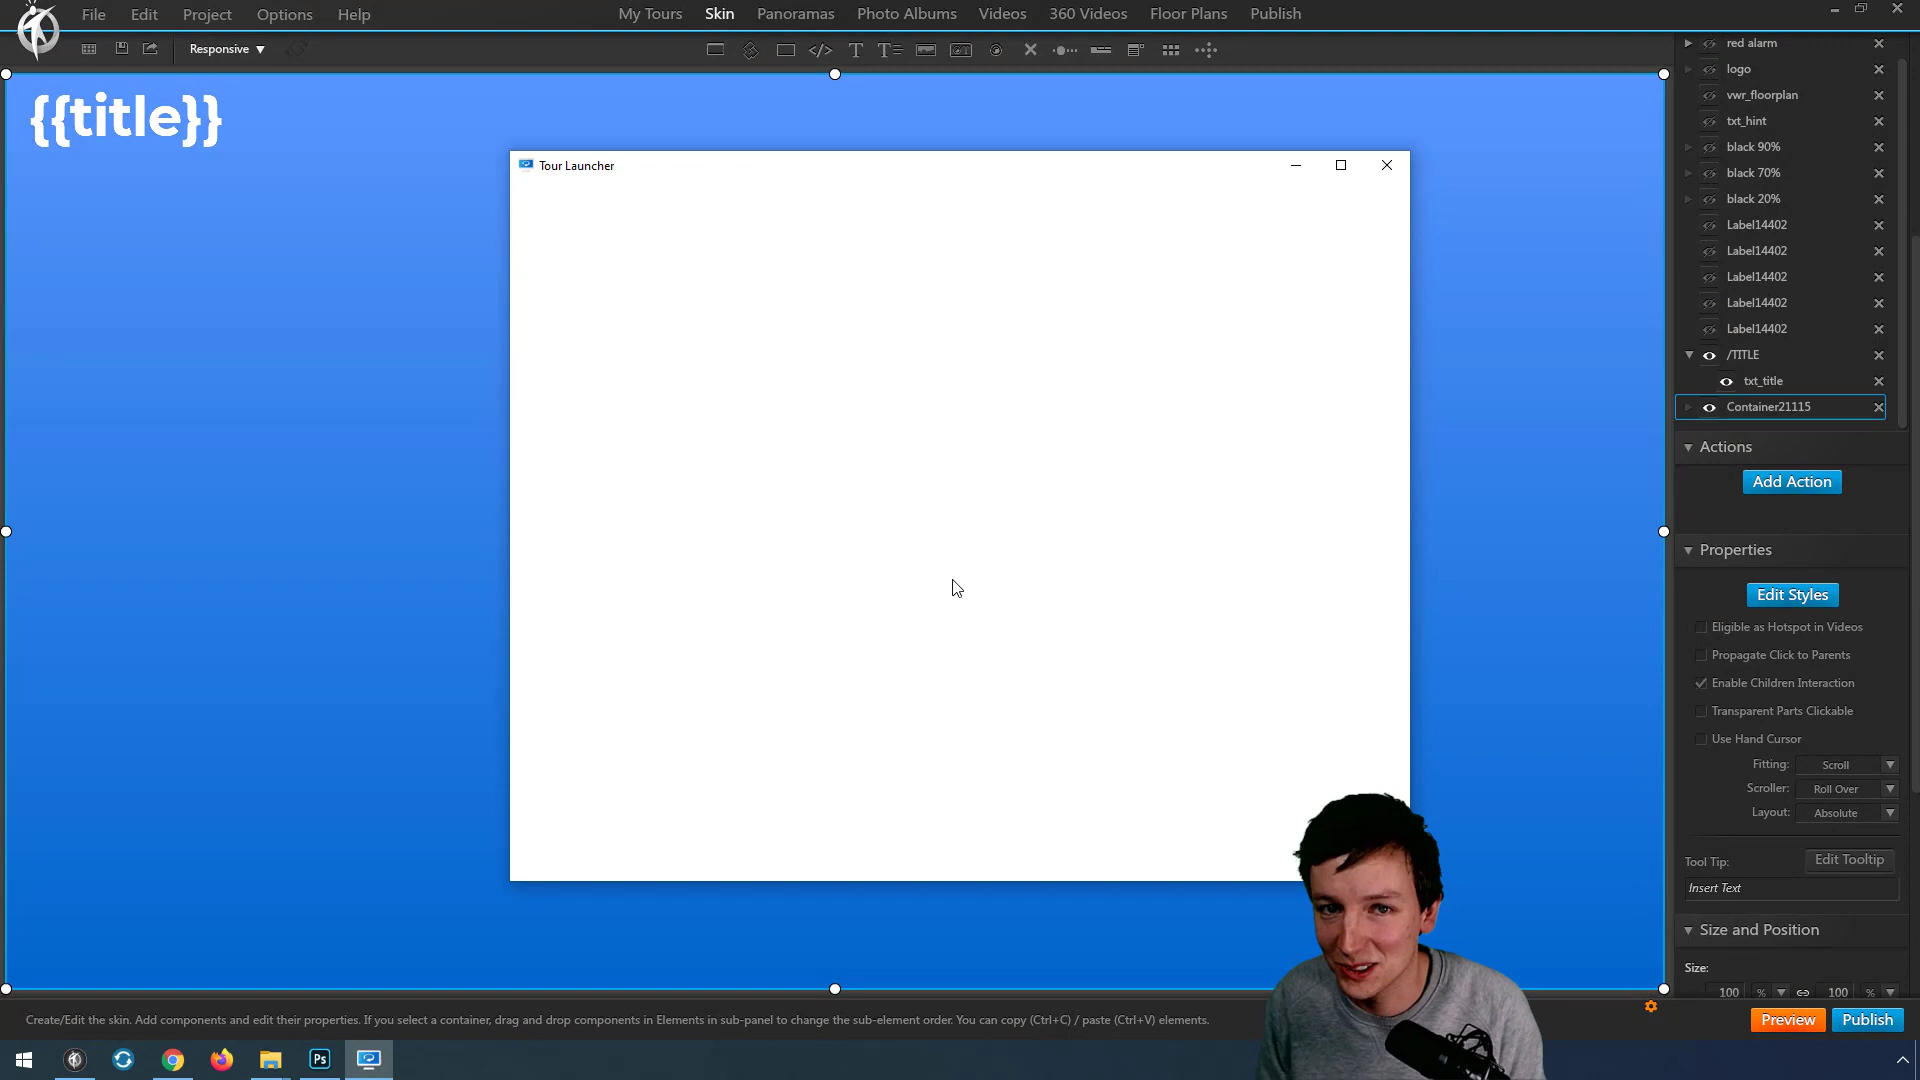 File Edit Project Options Help
My Tours Skin Panoramas Photo Albums Videos 360 Videos Floor Plans Publish
Responsive
{{title}}
Tour Launcher
red alarm
logo
vwr_floorplan
txt_hint
black 90%
black 70%
black 20%
Label14402
Label14402
Label14402
Label14402
Label14402
/TITLE
txt_title
Container21115
Actions
Add Action
Properties
Edit Styles
Eligible as Hotspot in Videos
Propagate Click to Parents
Enable Children Interaction
Transparent Parts Clickable
Use Hand Cursor
Fitting: Scroll
Scroller: Roll Over
Layout: Absolute
Tool Tip: Edit Tooltip
Insert Text
Size and Position
Size:
100 % 100 %
Create/Edit the skin. Add components and edit their properties. If you select a container, drag and drop components in Elements in sub-panel to change the sub-element order. You can copy (Ctrl+C) / paste (Ctrl+V) elements.
Preview Publish
Ps